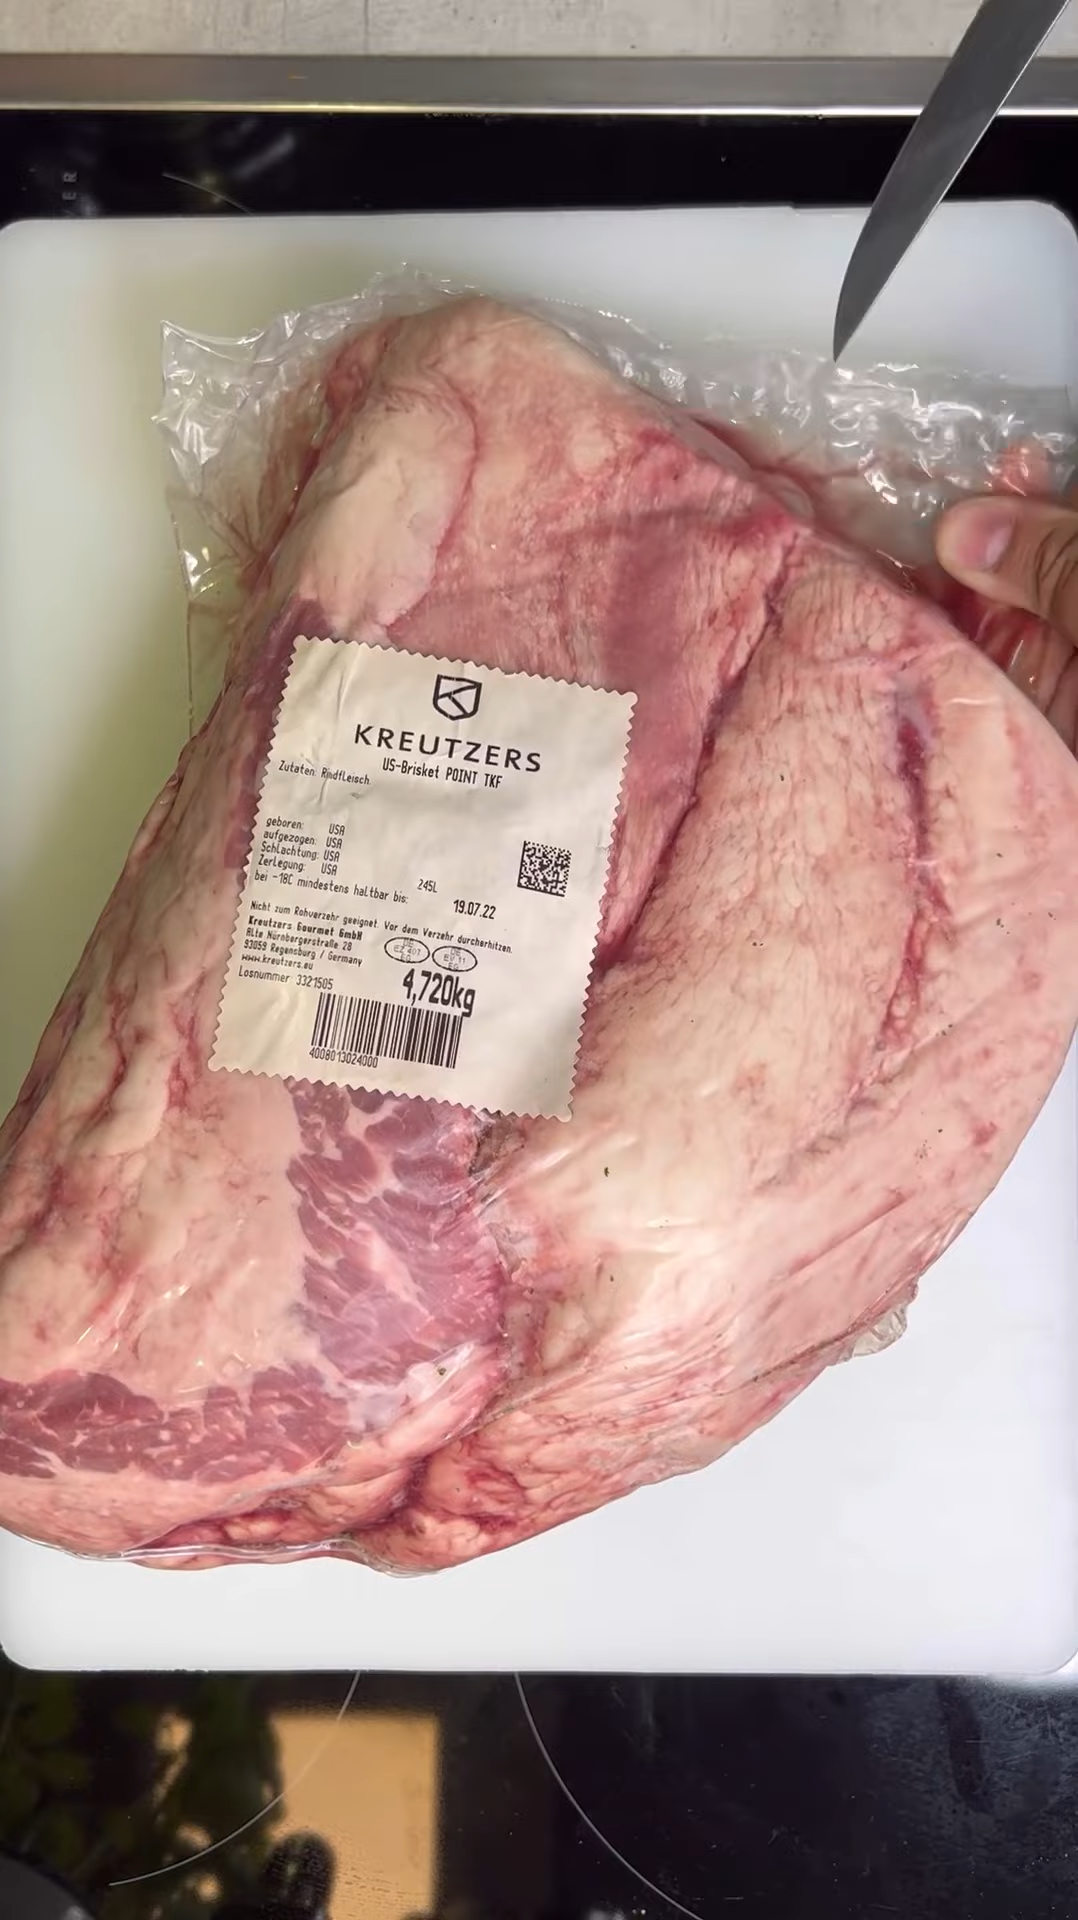 KREUTZERS
US-Brisket POINT TKF
Zutaten: Rindfleisch
geboren: USA
aufgezogen: USA
Schlachtung: USA
Zerlegung: USA
245L
bei -18C mindestens haltbar bis: 19.07.22
Nicht zum Rohverzehr geeignet. Vor dem Verzehr durcherhitzen.
Kreutzers Gourmet GmbH
Alte Nürnbergerstraße 28
93059 Regensburg / Germany
www.kreutzers.eu
Losnummer 3321505
4,720kg
4008013024000